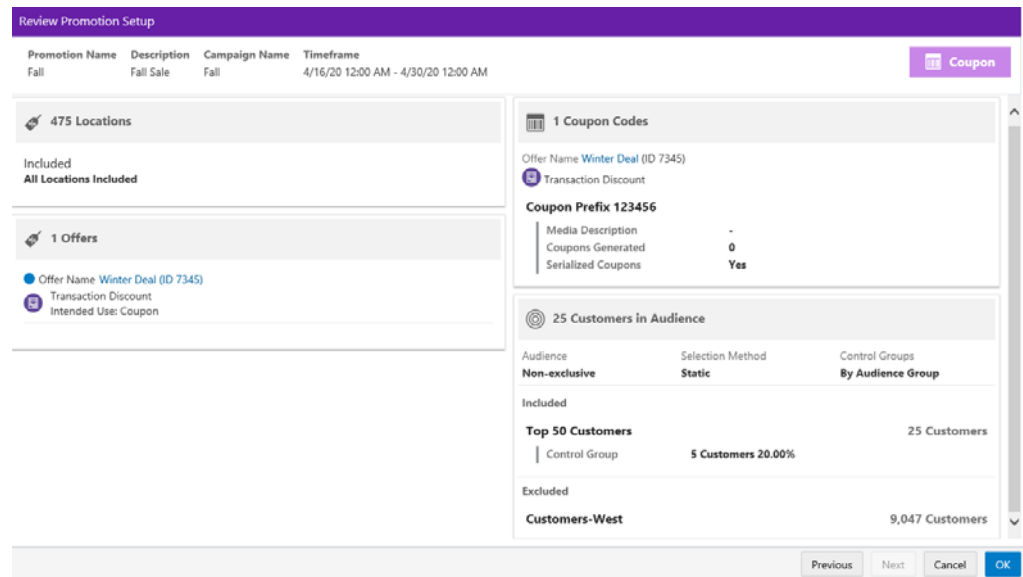 Review Promotion Setup
Promotion Name Description Campaign Name Timeframe
Fall Fall Sale Fall 4/16/20 12:00 AM - 4/30/20 12:00 AM
Coupon
475 Locations
Included
All Locations Included
1 Offers
Offer Name Winter Deal (ID 7345)
Transaction Discount
Intended Use: Coupon
1 Coupon Codes
Offer Name Winter Deal (ID 7345)
Transaction Discount
Coupon Prefix 123456
Media Description -
Coupons Generated 0
Serialized Coupons Yes
25 Customers in Audience
Audience Selection Method Control Groups
Non-exclusive Static By Audience Group
Included
Top 50 Customers 25 Customers
Control Group 5 Customers 20.00%
Excluded
Customers-West 9,047 Customers
Previous Next Cancel OK